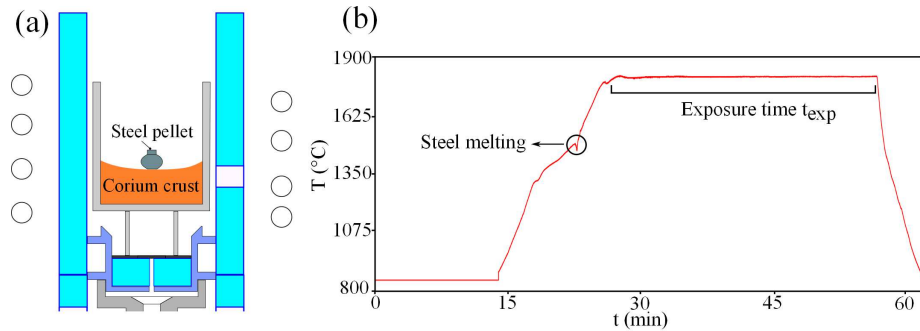 (a)
Steel pellet
Corium crust
(b)
1900
1625
1350
1075
800
T (°C)
Steel melting
Exposure time texp
0
15
30
45
60
t (min)